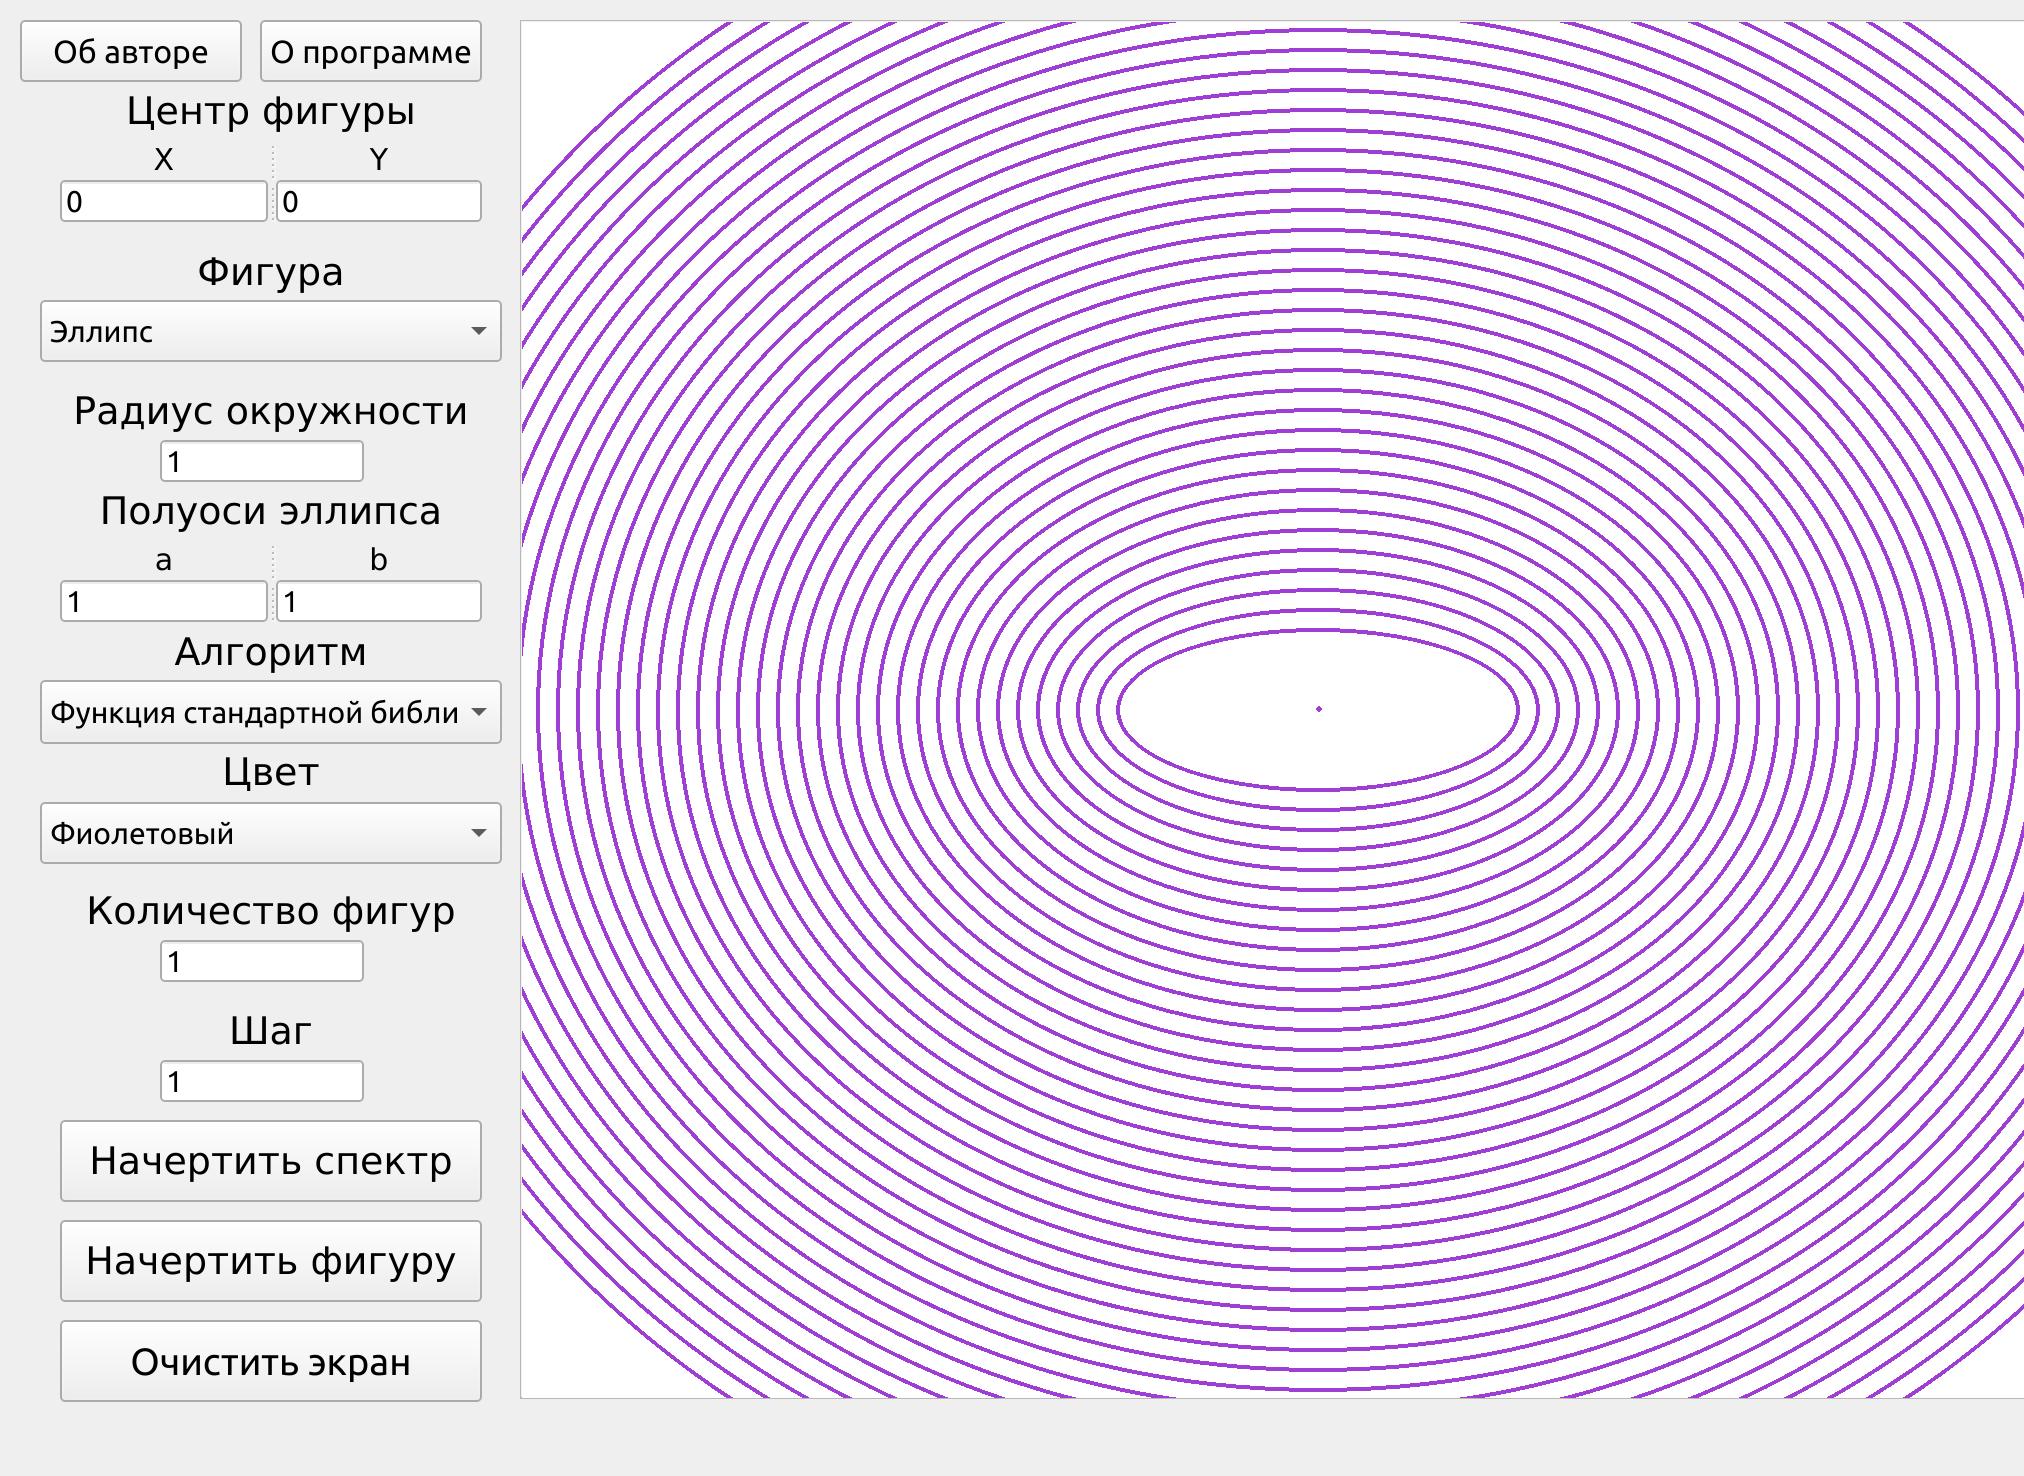 Об авторе О программе
Центр фигуры
X Y
0 0
Фигура
Эллипс
Радиус окружности
1
Полуоси эллипса
a b
1 1
Алгоритм
Функция стандартной библи
Цвет
Фиолетовый
Количество фигур
1
Шаг
1
Начертить спектр
Начертить фигуру
Очистить экран